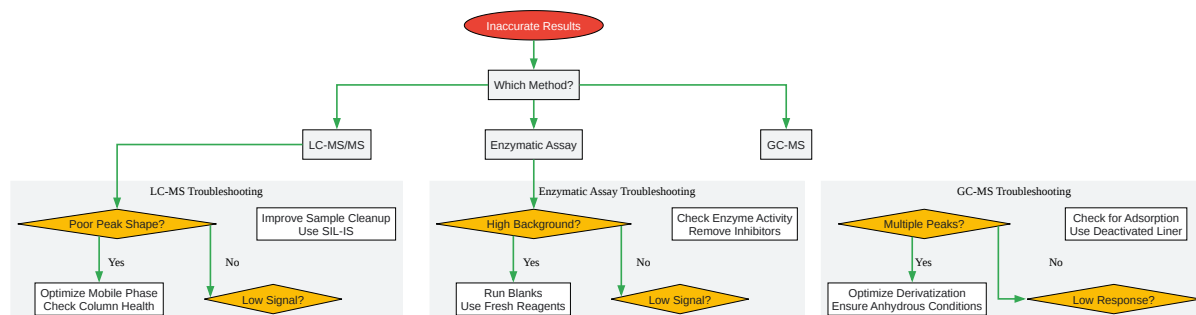 Inaccurate Results
Which Method?
LC-MS/MS
Enzymatic Assay
GC-MS
LC-MS Troubleshooting
Poor Peak Shape?
Improve Sample Cleanup
Use SIL-IS
Yes
No
Optimize Mobile Phase
Check Column Health
Low Signal?
Enzymatic Assay Troubleshooting
High Background?
Check Enzyme Activity
Remove Inhibitors
Yes
No
Run Blanks
Use Fresh Reagents
Low Signal?
GC-MS Troubleshooting
Multiple Peaks?
Check for Adsorption
Use Deactivated Liner
Yes
No
Optimize Derivatization
Ensure Anhydrous Conditions
Low Response?